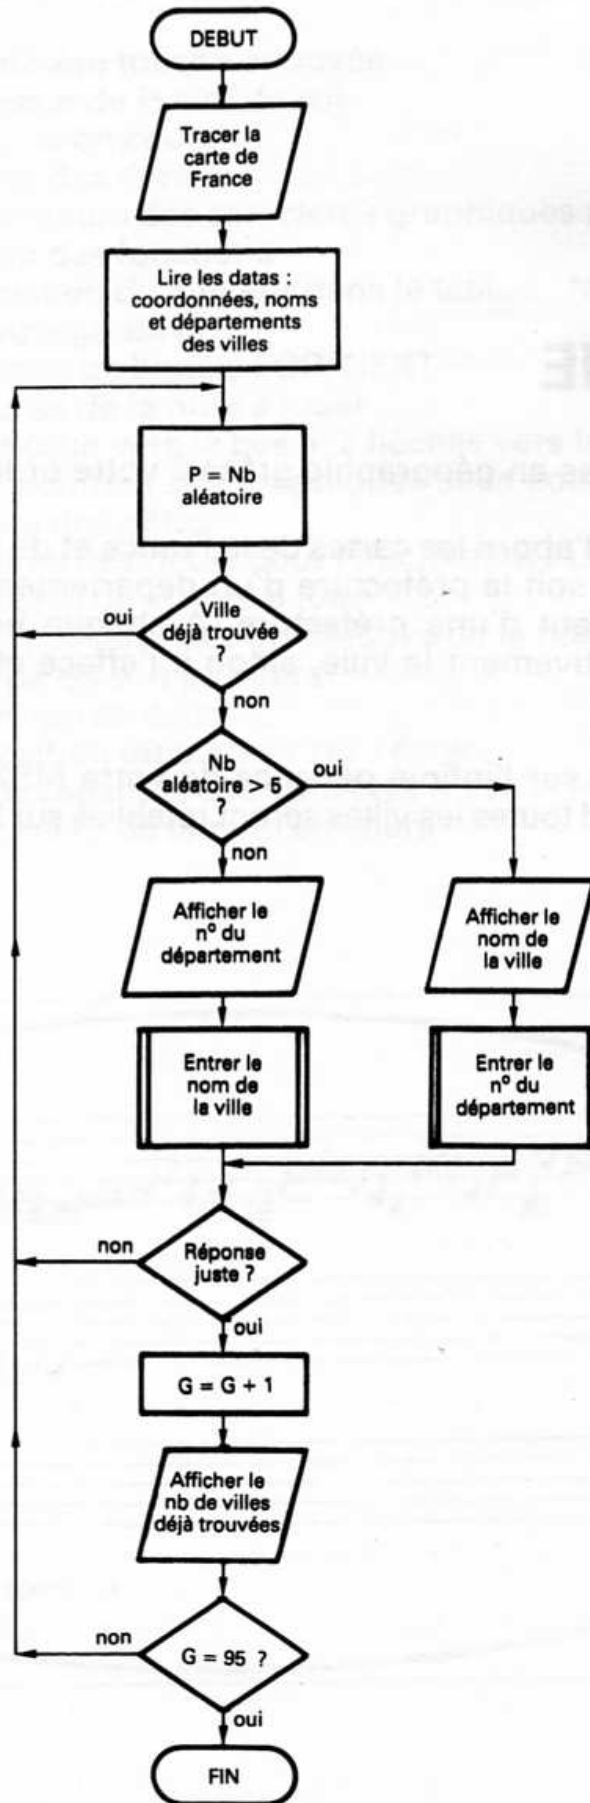 DEBUT
Tracer la
carte de
France
Lire les datas :
coordonnées, noms
et départements
des villes
P = Nb
aléatoire
Ville
déjà trouvée
?
oui
non
Nb
aléatoire > 5
?
oui
non
Afficher le
nº du
département
Afficher le
nom de
la ville
Entrer le
nom de
la ville
Entrer le
nº du
département
Réponse
juste ?
non
oui
G = G + 1
Afficher le
nb de villes
déjà trouvées
G = 95 ?
non
oui
FIN